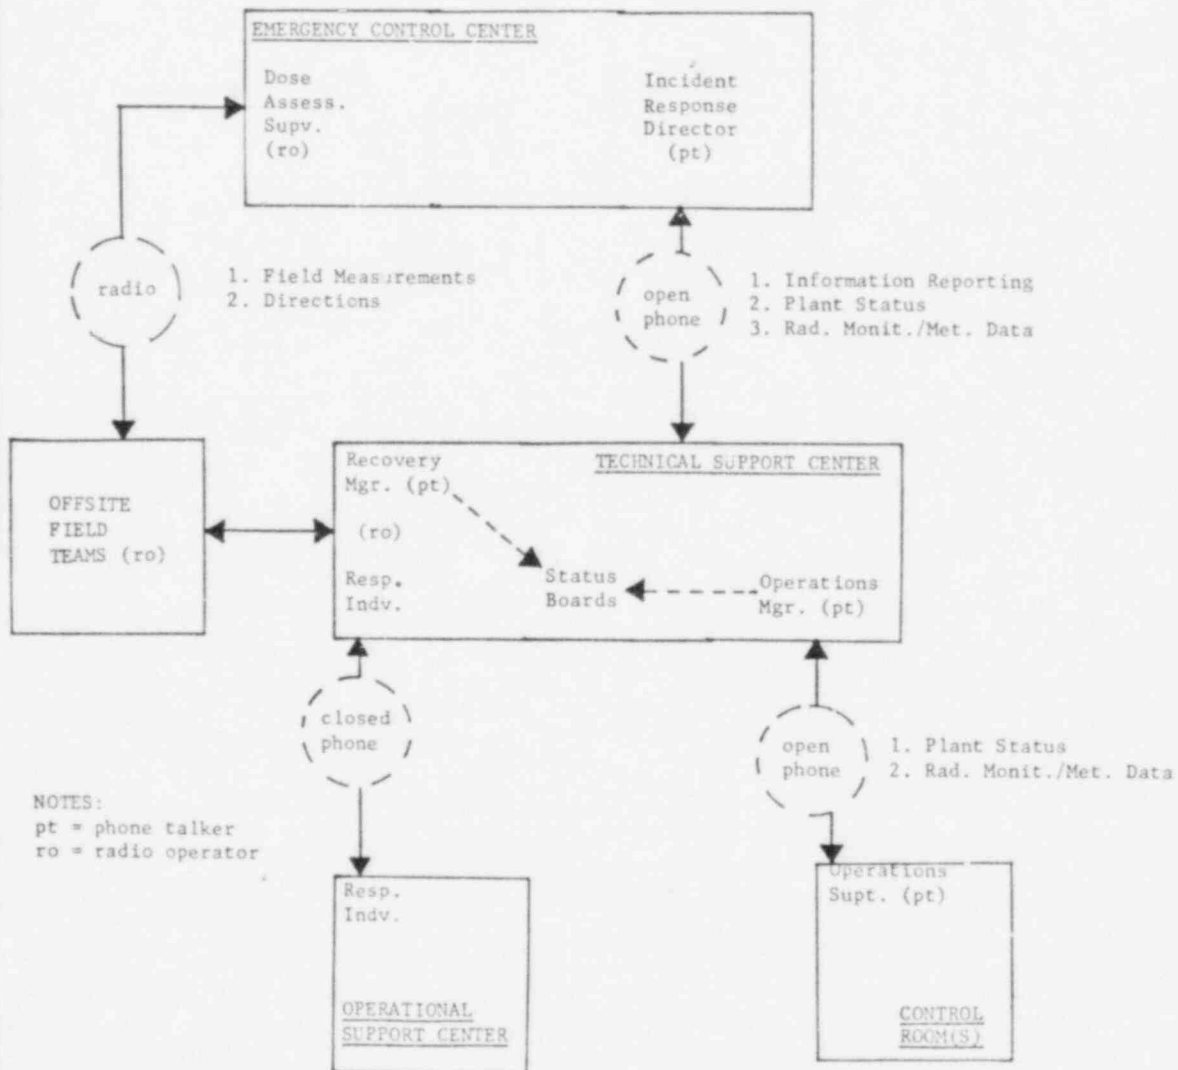 EMERGENCY CONTROL CENTER
Dose
Assess.
Supv.
(ro)
Incident
Response
Director
(pt)
radio
1. Field Measurements
2. Directions
open
phone
1. Information Reporting
2. Plant Status
3. Rad. Monit./Met. Data
OFFSITE
FIELD
TEAMS (ro)
Recovery
Mgr. (pt)
(ro)
Resp.
Indv.
TECHNICAL SUPPORT CENTER
Status
Boards
Operations
Mgr. (pt)
closed
phone
open
phone
1. Plant Status
2. Rad. Monit./Met. Data
NOTES:
pt = phone talker
ro = radio operator
Resp.
Indv.
OPERATIONAL
SUPPORT CENTER
Operations
Supt. (pt)
CONTROL
ROOM(S)